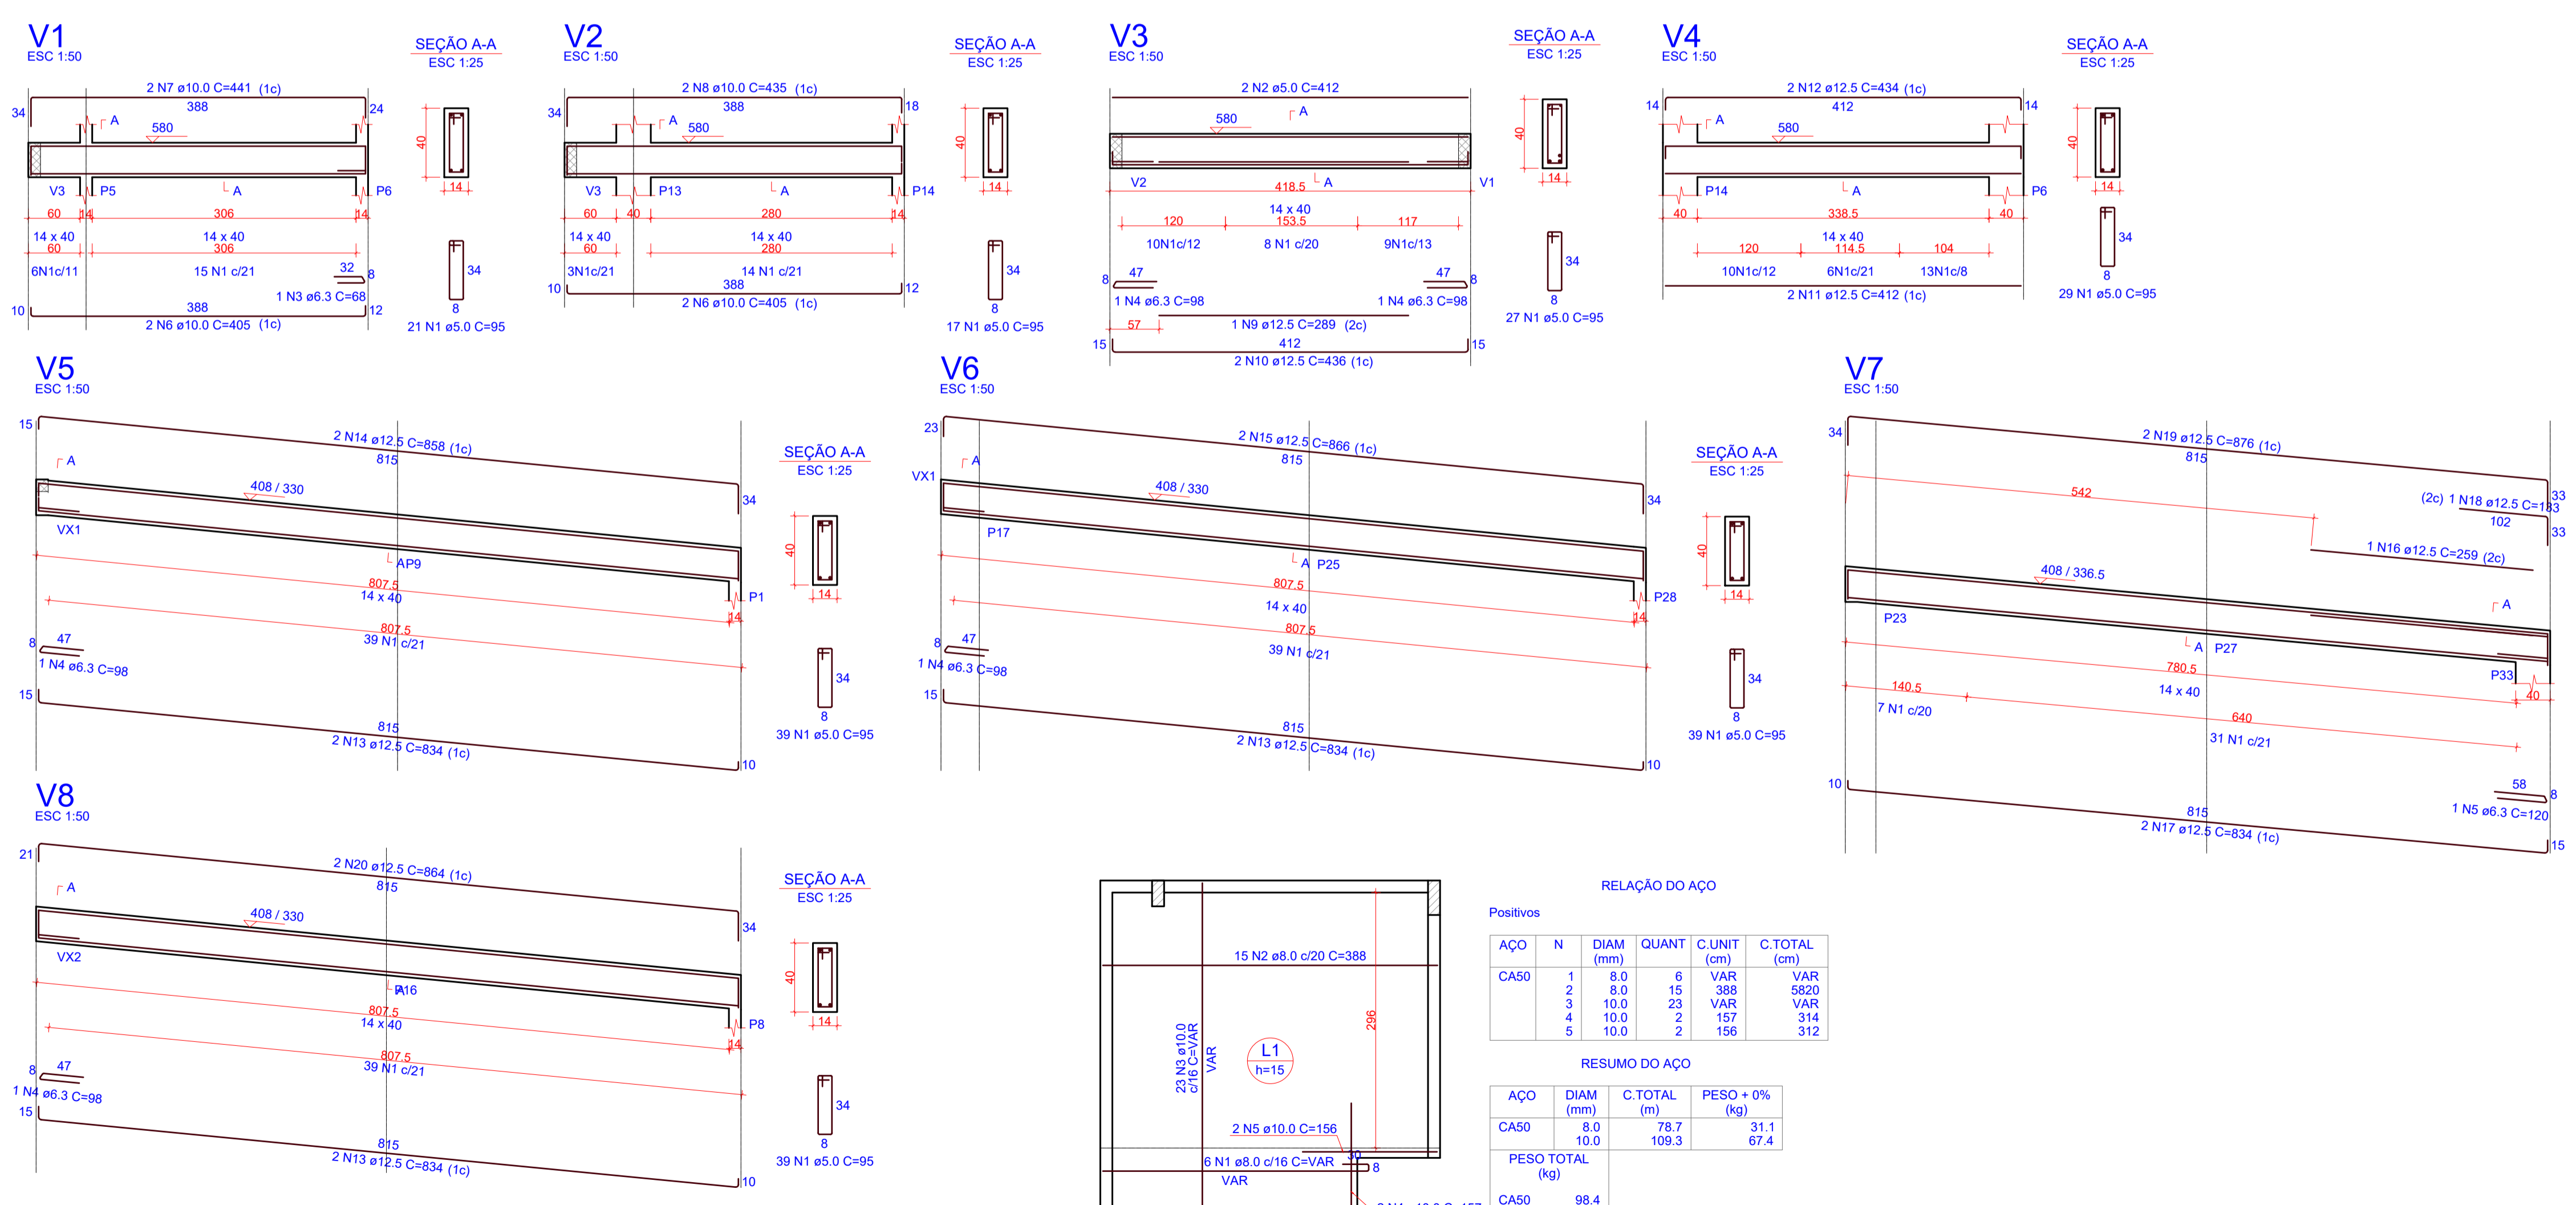 V1
ESC 1:50
SEÇÃO A-A
ESC 1:25
2 N7 ø10.0 C=441 (1c)
388
34
24
A
580
40
14
V3
P5
A
P6
60
14
306
14
14 x 40
14 x 40
60
306
6N1c/11
15 N1 c/21
32
8
1 N3 ø6.3 C=68
34
8
21 N1 ø5.0 C=95
10
388
12
2 N6 ø10.0 C=405 (1c)
V2
ESC 1:50
SEÇÃO A-A
ESC 1:25
2 N8 ø10.0 C=435 (1c)
388
34
18
A
580
40
14
V3
P13
A
P14
60
40
280
14
14 x 40
14 x 40
60
280
3N1c/21
14 N1 c/21
34
8
17 N1 ø5.0 C=95
10
388
12
2 N6 ø10.0 C=405 (1c)
V3
ESC 1:50
SEÇÃO A-A
ESC 1:25
2 N2 ø5.0 C=412
A
580
40
14
V2
A
V1
418.5
14 x 40
120
153.5
117
10N1c/12
8 N1 c/20
9N1c/13
8
47
47
8
1 N4 ø6.3 C=98
1 N4 ø6.3 C=98
34
8
27 N1 ø5.0 C=95
57
1 N9 ø12.5 C=289 (2c)
15
412
15
2 N10 ø12.5 C=436 (1c)
V4
ESC 1:50
SEÇÃO A-A
ESC 1:25
2 N12 ø12.5 C=434 (1c)
14
412
14
A
580
40
14
P14
A
P6
40
338.5
40
14 x 40
120
114.5
104
10N1c/12
6N1c/21
13N1c/8
2 N11 ø12.5 C=412 (1c)
34
8
29 N1 ø5.0 C=95
V5
ESC 1:50
15
2 N14 ø12.5 C=858 (1c)
815
34
SEÇÃO A-A
ESC 1:25
A
408 / 330
40
14
VX1
AP9
807.5
14 x 40
P1
14
807.5
39 N1 c/21
8
47
1 N4 ø6.3 C=98
34
8
39 N1 ø5.0 C=95
15
815
2 N13 ø12.5 C=834 (1c)
10
V6
ESC 1:50
23
2 N15 ø12.5 C=866 (1c)
815
34
SEÇÃO A-A
ESC 1:25
VX1
A
408 / 330
40
14
P17
A P25
807.5
14 x 40
P28
14
807.5
39 N1 c/21
8
47
1 N4 ø6.3 C=98
34
8
39 N1 ø5.0 C=95
15
815
2 N13 ø12.5 C=834 (1c)
10
V7
ESC 1:50
34
2 N19 ø12.5 C=876 (1c)
815
33
542
(2c) 1 N18 ø12.5 C=133
102
33
1 N16 ø12.5 C=259 (2c)
408 / 336.5
A
P23
A P27
P33
780.5
14 x 40
40
140.5
7 N1 c/20
640
31 N1 c/21
58
8
1 N5 ø6.3 C=120
10
815
2 N17 ø12.5 C=834 (1c)
15
V8
ESC 1:50
21
2 N20 ø12.5 C=864 (1c)
815
34
SEÇÃO A-A
ESC 1:25
A
408 / 330
40
14
VX2
A
P16
807.5
14 x 40
P8
14
807.5
39 N1 c/21
8
47
1 N4 ø6.3 C=98
34
8
39 N1 ø5.0 C=95
15
815
2 N13 ø12.5 C=834 (1c)
10
15 N2 ø8.0 c/20 C=388
296
23 N3 ø10.0
c/16 C=VAR
VAR
L1
h=15
2 N5 ø10.0 C=156
30
6 N1 ø8.0 c/16 C=VAR
8
VAR
RELAÇÃO DO AÇO
Positivos
AÇO N DIAM QUANT C.UNIT C.TOTAL
(mm) (cm) (cm)
CA50 1 8.0 6 VAR VAR
2 8.0 15 388 5820
3 10.0 23 VAR VAR
4 10.0 2 157 314
5 10.0 2 156 312
RESUMO DO AÇO
AÇO DIAM C.TOTAL PESO + 0%
(mm) (m) (kg)
CA50 8.0 78.7 31.1
10.0 109.3 67.4
PESO TOTAL
(kg)
CA50 98.4